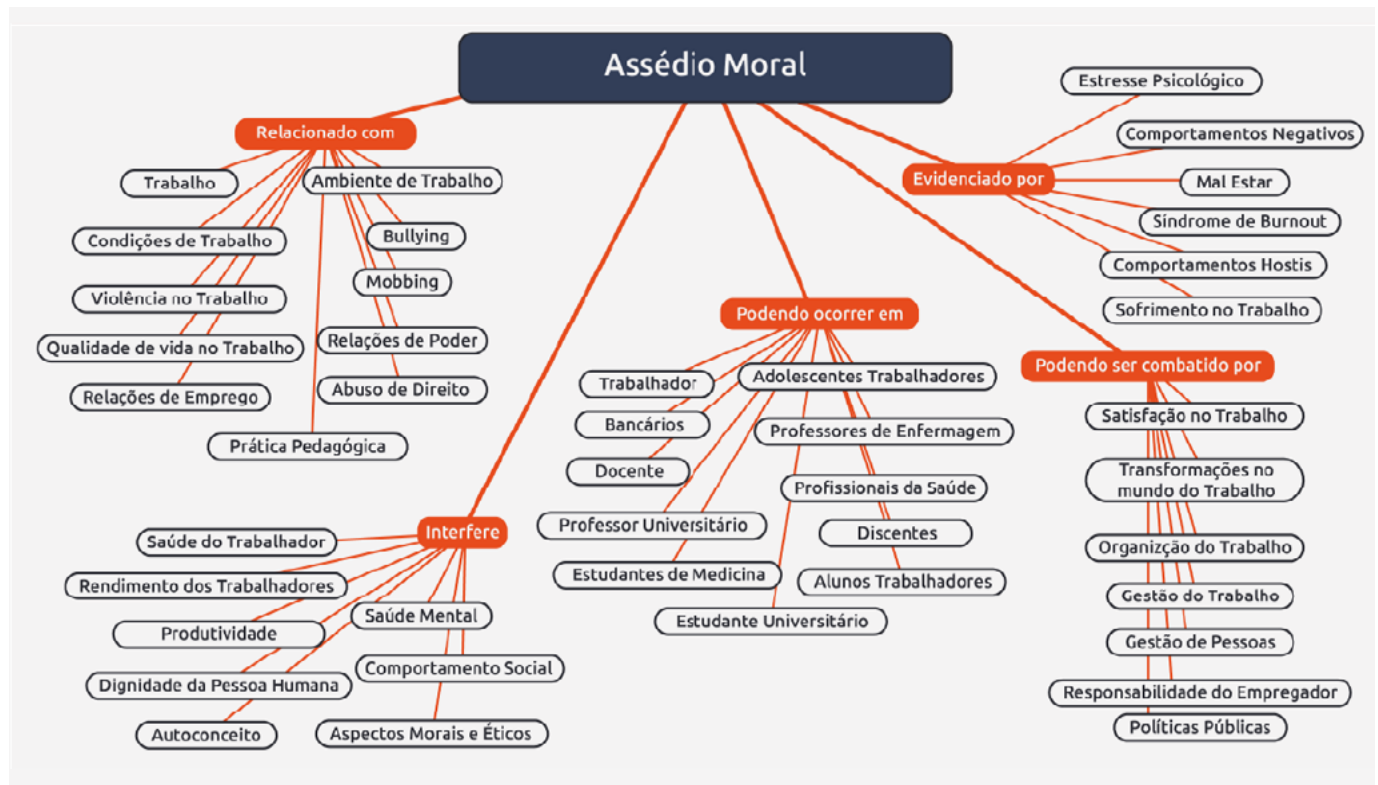 Assédio Moral
Relacionado com
Trabalho
Ambiente de Trabalho
Condições de Trabalho
Bullying
Mobbing
Violência no Trabalho
Relações de Poder
Qualidade de vida no Trabalho
Abuso de Direito
Relações de Emprego
Prática Pedagógica
Interfere
Saúde do Trabalhador
Rendimento dos Trabalhadores
Saúde Mental
Produtividade
Comportamento Social
Dignidade da Pessoa Humana
Autoconceito
Aspectos Morais e Éticos
Podendo ocorrer em
Trabalhador
Adolescentes Trabalhadores
Bancários
Professores de Enfermagem
Docente
Profissionais da Saúde
Professor Universitário
Discentes
Estudantes de Medicina
Alunos Trabalhadores
Estudante Universitário
Evidenciado por
Estresse Psicológico
Comportamentos Negativos
Mal Estar
Síndrome de Burnout
Comportamentos Hostis
Sofrimento no Trabalho
Podendo ser combatido por
Satisfação no Trabalho
Transformações no
mundo do Trabalho
Organizção do Trabalho
Gestão do Trabalho
Gestão de Pessoas
Responsabilidade do Empregador
Políticas Públicas